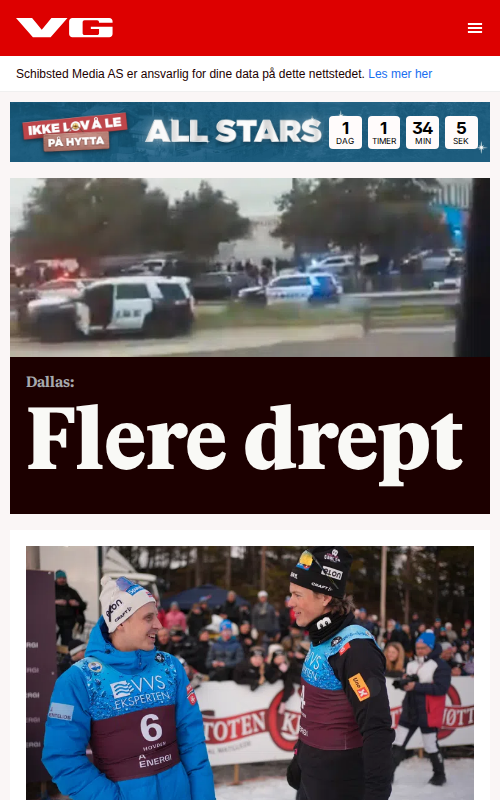 VG
Schibsted Media AS er ansvarlig for dine data på dette nettstedet. Les mer her
IKKE LOV Å LE
PÅ HYTTA
ALL STARS
1 DAG
1 TIMER
34 MIN
5 SEK
Dallas:
Flere drept
VVS
EKSPERTEN
6
HOVDEN
Å ENERGI
VVS
EKSPERTEN
TOTEN